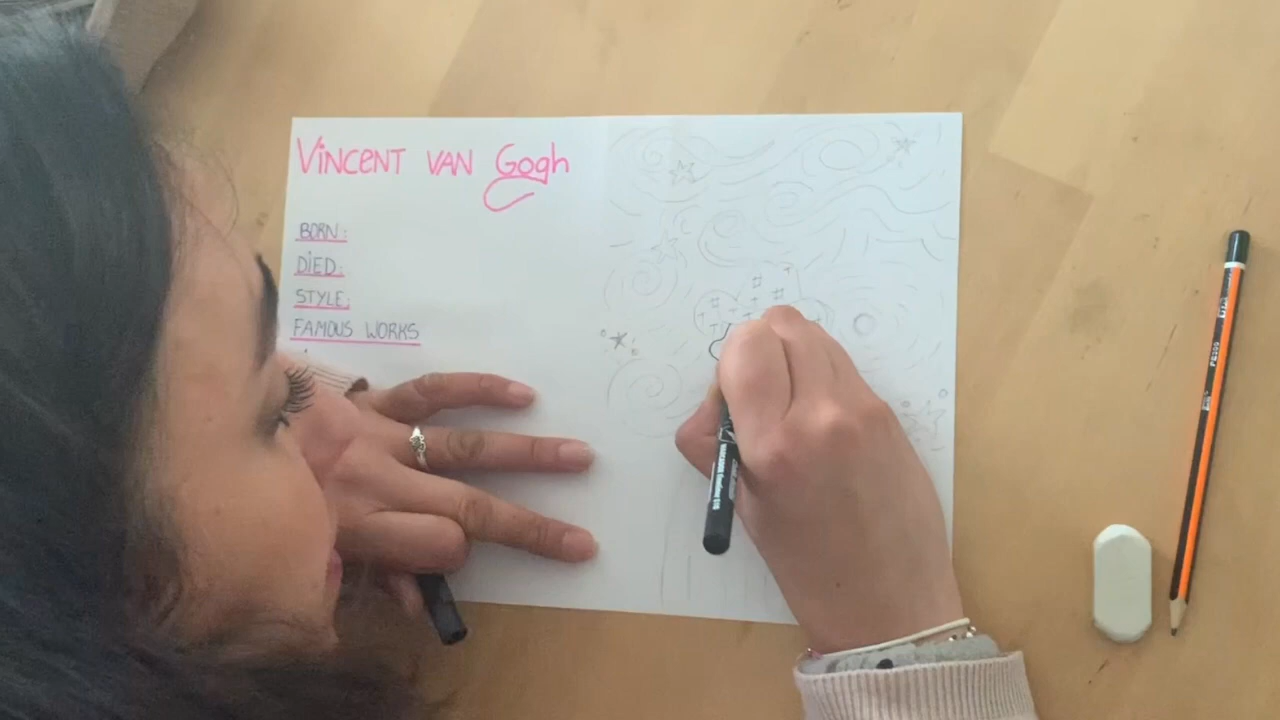 Vincent van Gogh
BORN:
DIED:
STYLE:
FAMOUS WORKS